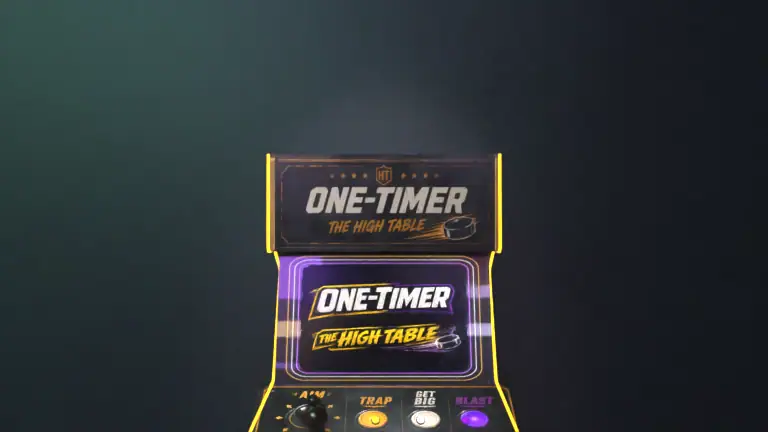 HT
ONE-TIMER
THE HIGH TABLE
ONE-TIMER
THE HIGH TABLE
AIM
TRAP
GET
BIG
BLAST